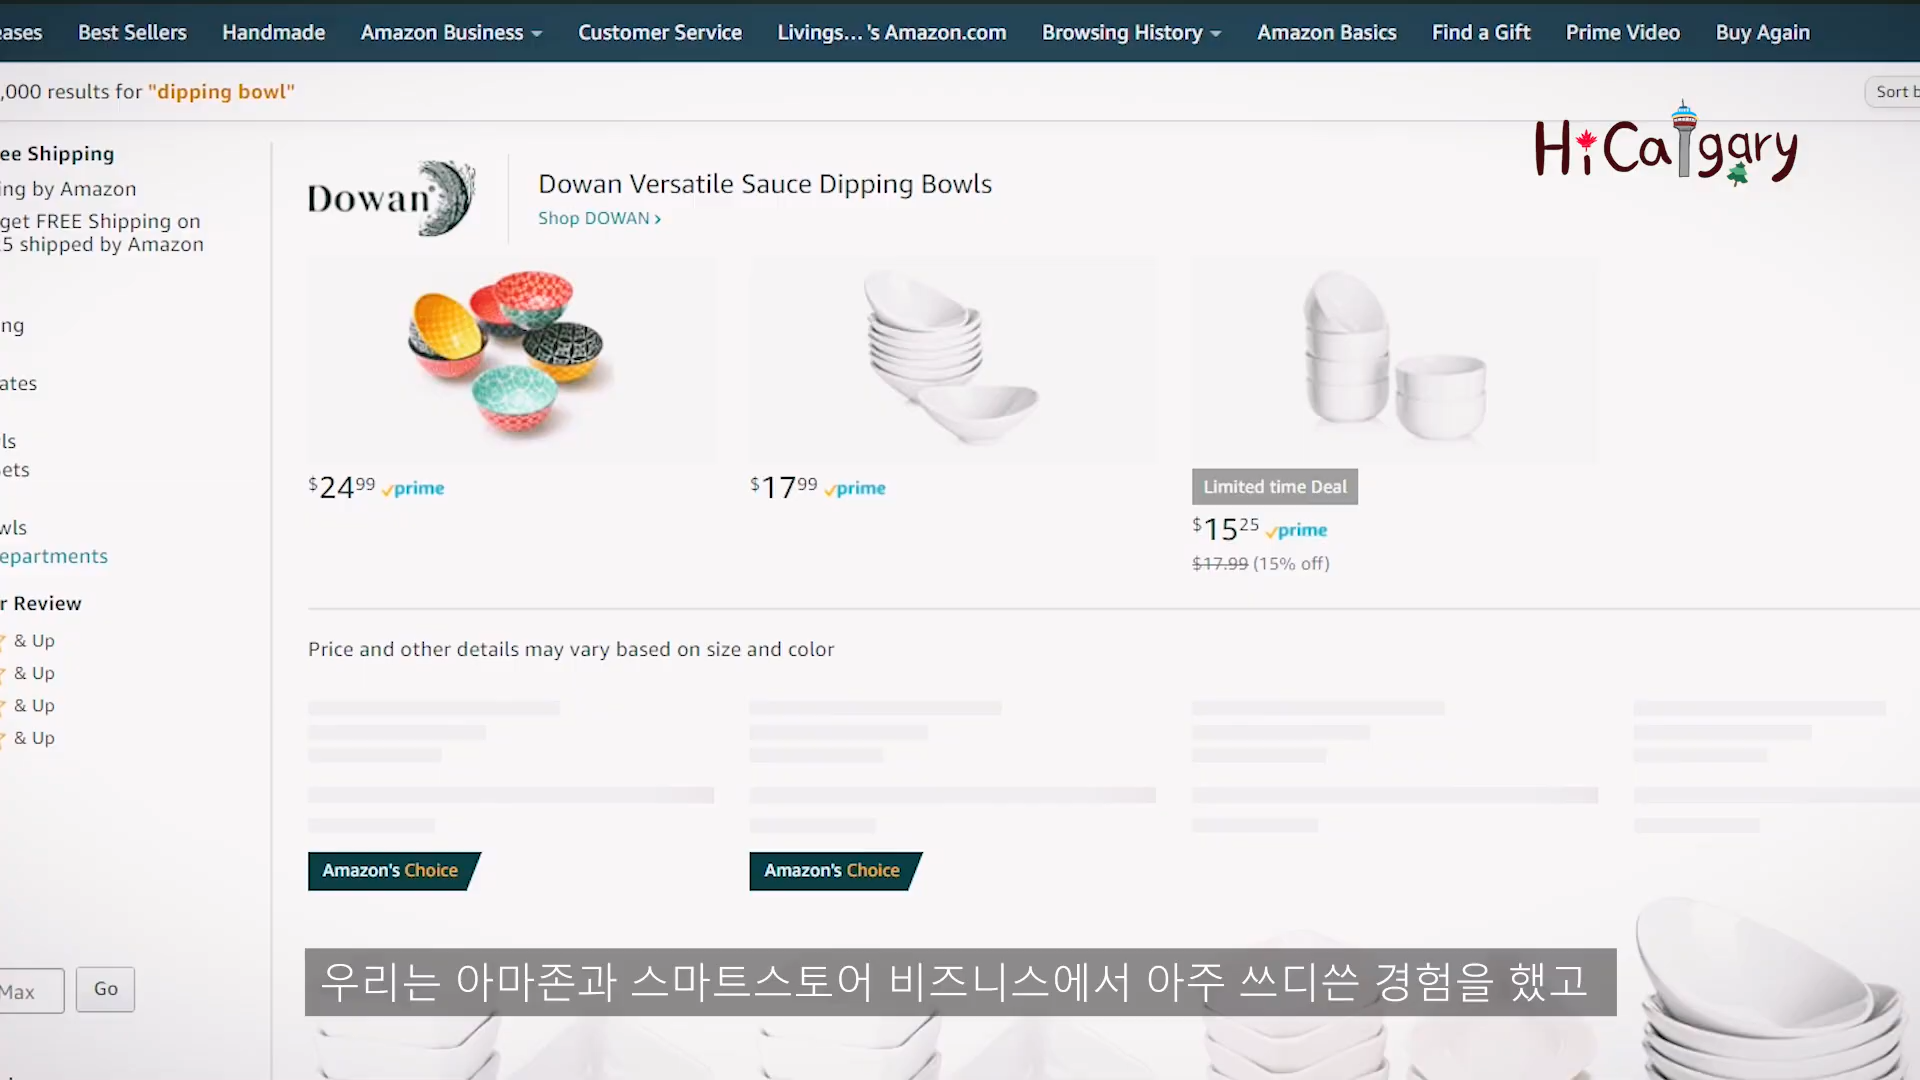 eases Best Sellers Handmade Amazon Business Customer Service Livings... 's Amazon.com Browsing History Amazon Basics Find a Gift Prime Video Buy Again
,000 results for "dipping bowl"
Sort b
HiCalgary
ee Shipping
ing by Amazon
get FREE Shipping on
5 shipped by Amazon
ng
ates
ls
ets
wls
epartments
r Review
& Up
& Up
& Up
& Up
Max Go
Dowan
Dowan Versatile Sauce Dipping Bowls
Shop DOWAN ›
$24.99 prime
$17.99 prime
Limited time Deal
$15.25 prime
$17.99 (15% off)
Price and other details may vary based on size and color
Amazon's Choice
Amazon's Choice
우리는 아마존과 스마트스토어 비즈니스에서 아주 쓰디쓴 경험을 했고